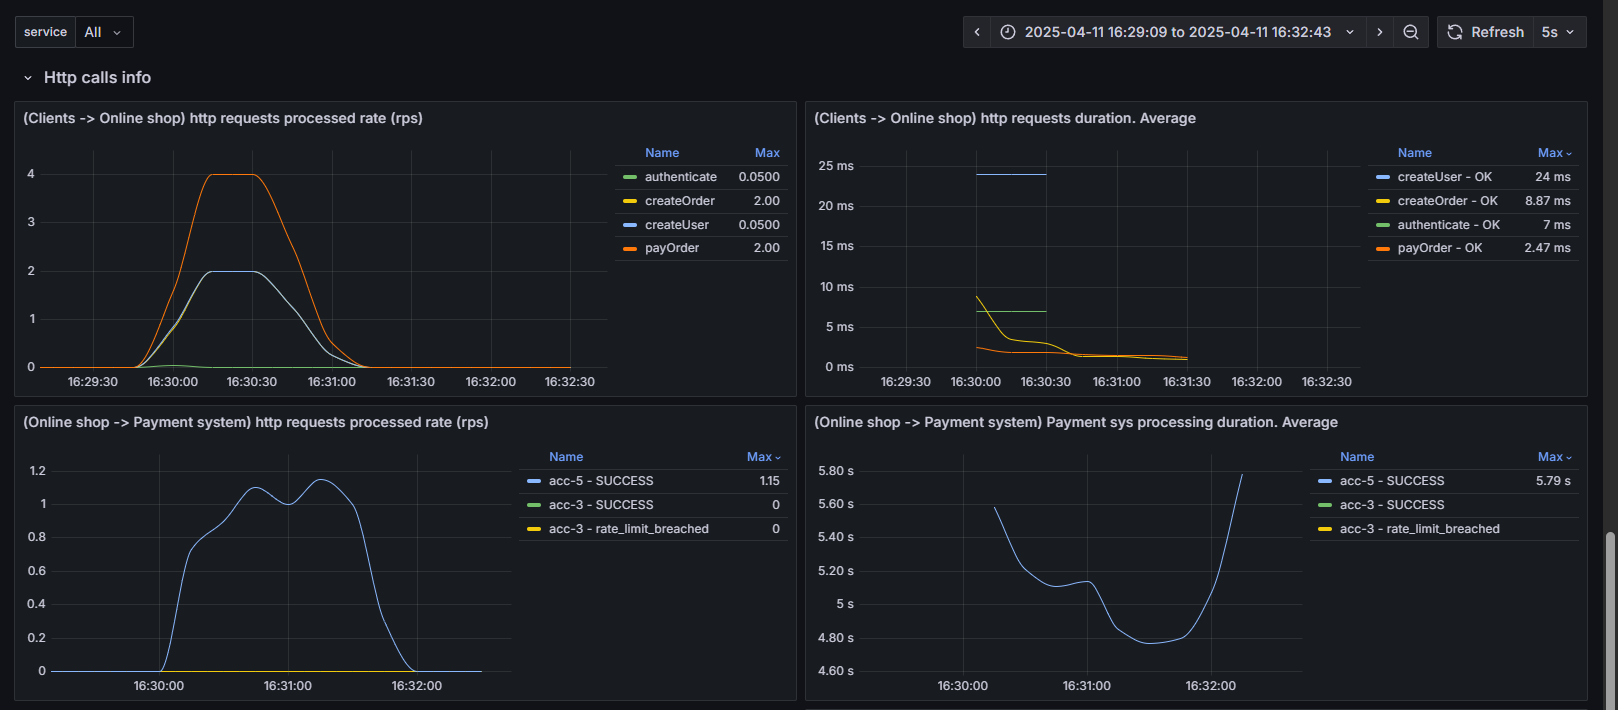 service All
2025-04-11 16:29:09 to 2025-04-11 16:32:43
Refresh 5s
Http calls info
(Clients -> Online shop) http requests processed rate (rps)
4
3
2
1
0
16:29:30 16:30:00 16:30:30 16:31:00 16:31:30 16:32:00 16:32:30
Name Max
authenticate 0.0500
createOrder 2.00
createUser 0.0500
payOrder 2.00
(Clients -> Online shop) http requests duration. Average
25 ms
20 ms
15 ms
10 ms
5 ms
0 ms
16:29:30 16:30:00 16:30:30 16:31:00 16:31:30 16:32:00 16:32:30
Name Max
createUser - OK 24 ms
createOrder - OK 8.87 ms
authenticate - OK 7 ms
payOrder - OK 2.47 ms
(Online shop -> Payment system) http requests processed rate (rps)
1.2
1
0.8
0.6
0.4
0.2
0
16:30:00 16:31:00 16:32:00
Name Max
acc-5 - SUCCESS 1.15
acc-3 - SUCCESS 0
acc-3 - rate_limit_breached 0
(Online shop -> Payment system) Payment sys processing duration. Average
5.80 s
5.60 s
5.40 s
5.20 s
5 s
4.80 s
4.60 s
16:30:00 16:31:00 16:32:00
Name Max
acc-5 - SUCCESS 5.79 s
acc-3 - SUCCESS
acc-3 - rate_limit_breached